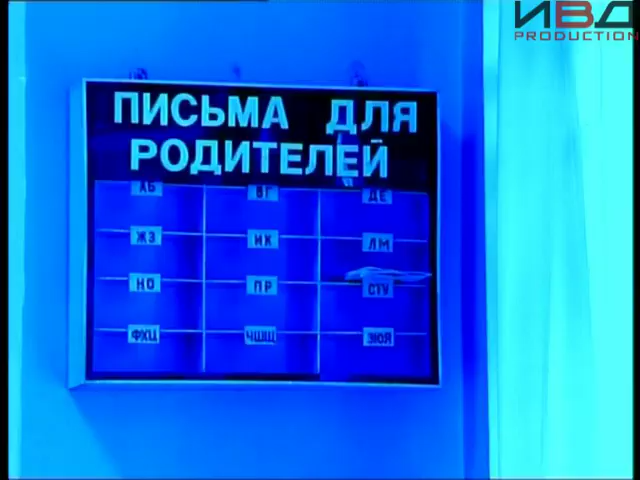 ИВД
PRODUCTION
ПИСЬМА ДЛЯ
РОДИТЕЛЕЙ
АБ ВГ ДЕ
ЖЗ ИК ЛМ
НО ПР СТУ
ФХЦ ЧШЩ ЭЮЯ